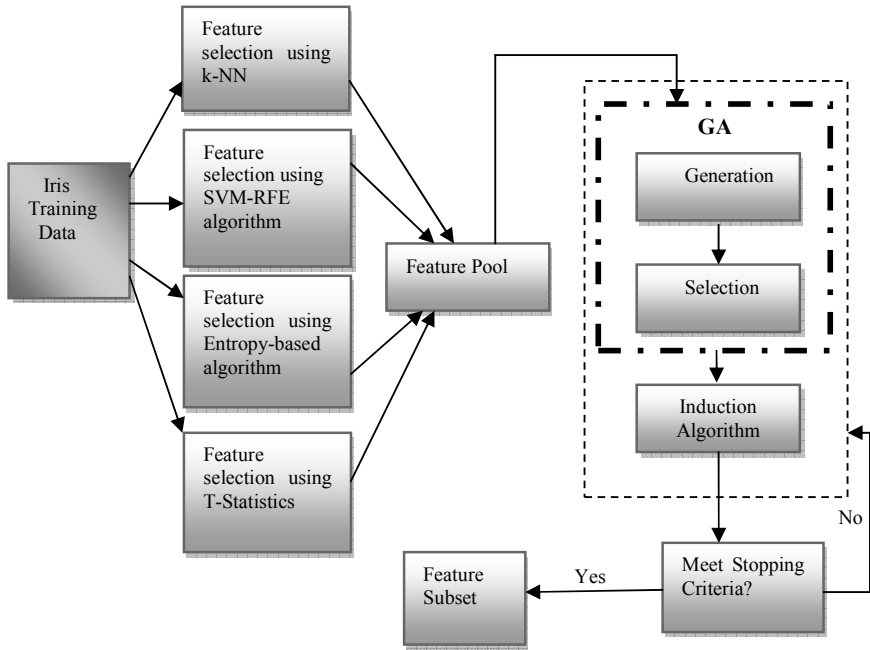 Feature
selection using
k-NN
Feature
selection using
SVM-RFE
algorithm
Iris
Training
Data
Feature
selection using
Entropy-based
algorithm
Feature
selection using
T-Statistics
Feature Pool
GA
Generation
Selection
Induction
Algorithm
No
Meet Stopping
Criteria?
Yes
Feature
Subset